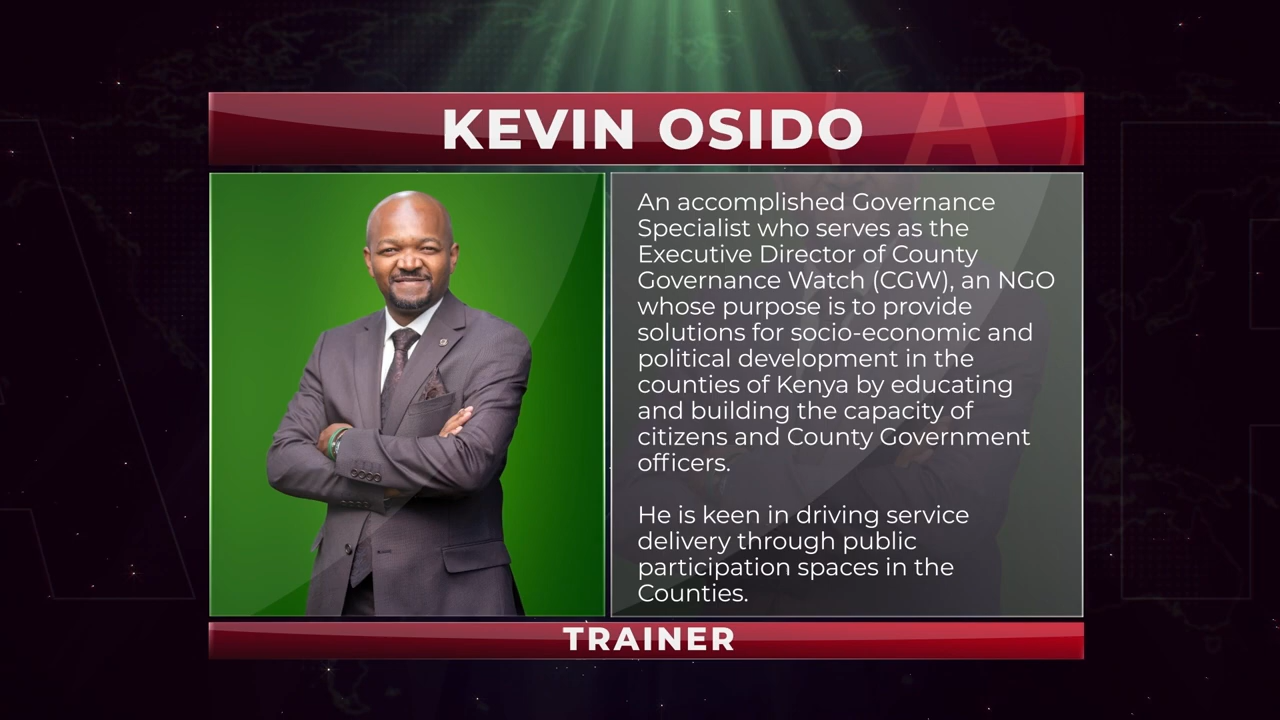 KEVIN OSIDO
An accomplished Governance
Specialist who serves as the
Executive Director of County
Governance Watch (CGW), an NGO
whose purpose is to provide
solutions for socio-economic and
political development in the
counties of Kenya by educating
and building the capacity of
citizens and County Government
officers.
He is keen in driving service
delivery through public
participation spaces in the
Counties.
TRAINER